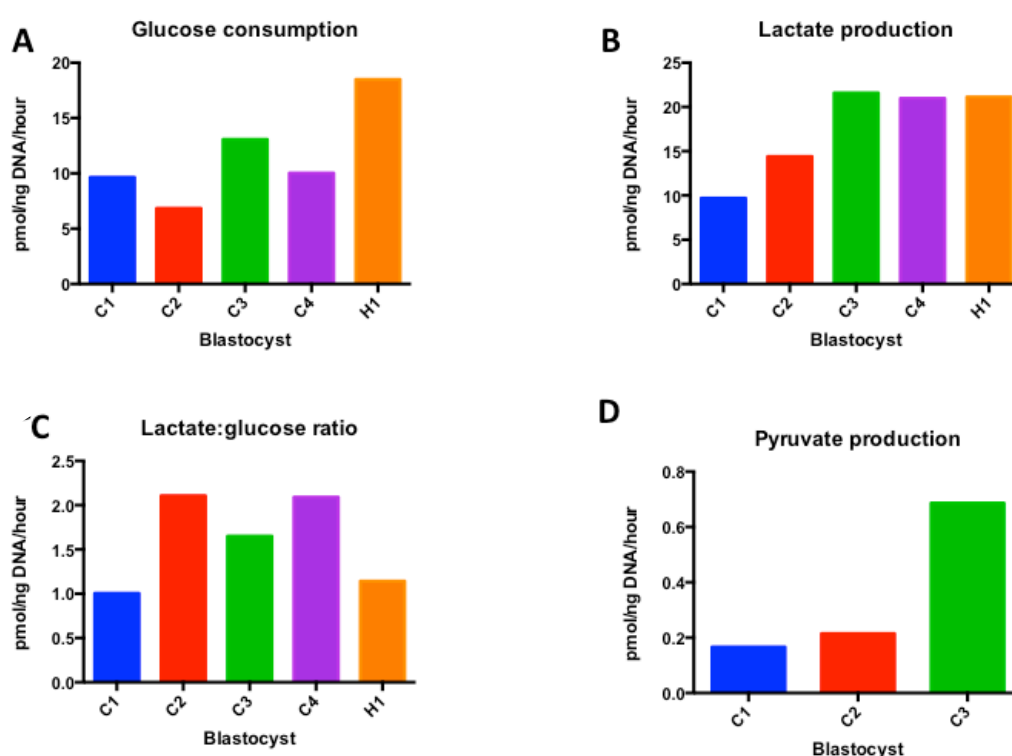 A
Glucose consumption
pmol/ng DNA/hour
20
15
10
5
0
C1 C2 C3 C4 H1
Blastocyst
B
Lactate production
pmol/ng DNA/hour
25
20
15
10
5
0
C1 C2 C3 C4 H1
Blastocyst
C
Lactate:glucose ratio
pmol/ng DNA/hour
2.5
2.0
1.5
1.0
0.5
0.0
C1 C2 C3 C4 H1
Blastocyst
D
Pyruvate production
pmol/ng DNA/hour
0.8
0.6
0.4
0.2
0.0
C1 C2 C3
Blastocyst